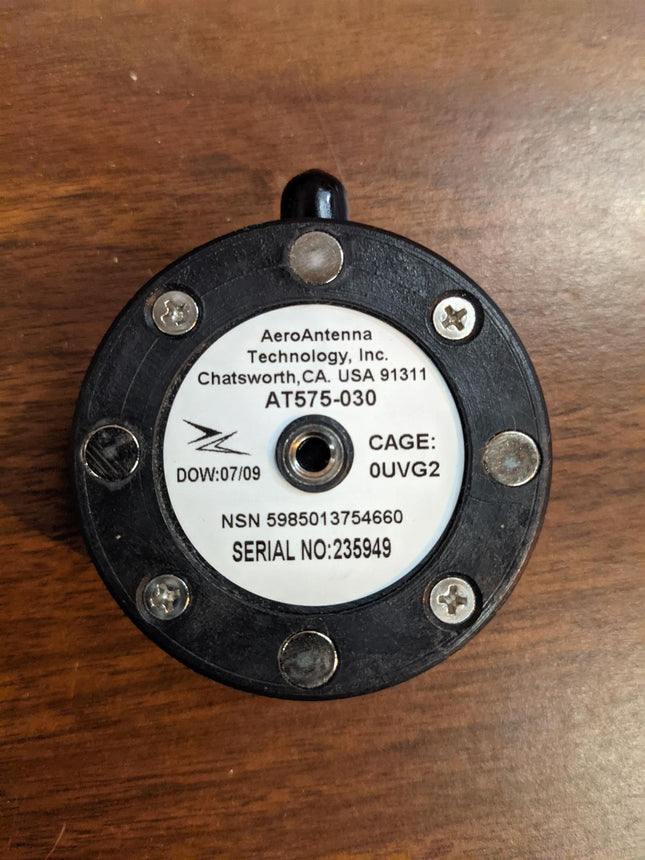 AeroAntenna
Technology, Inc.
Chatsworth,CA. USA 91311
AT575-030
CAGE:
DOW:07/09
0UVG2
NSN 5985013754660
SERIAL NO:235949